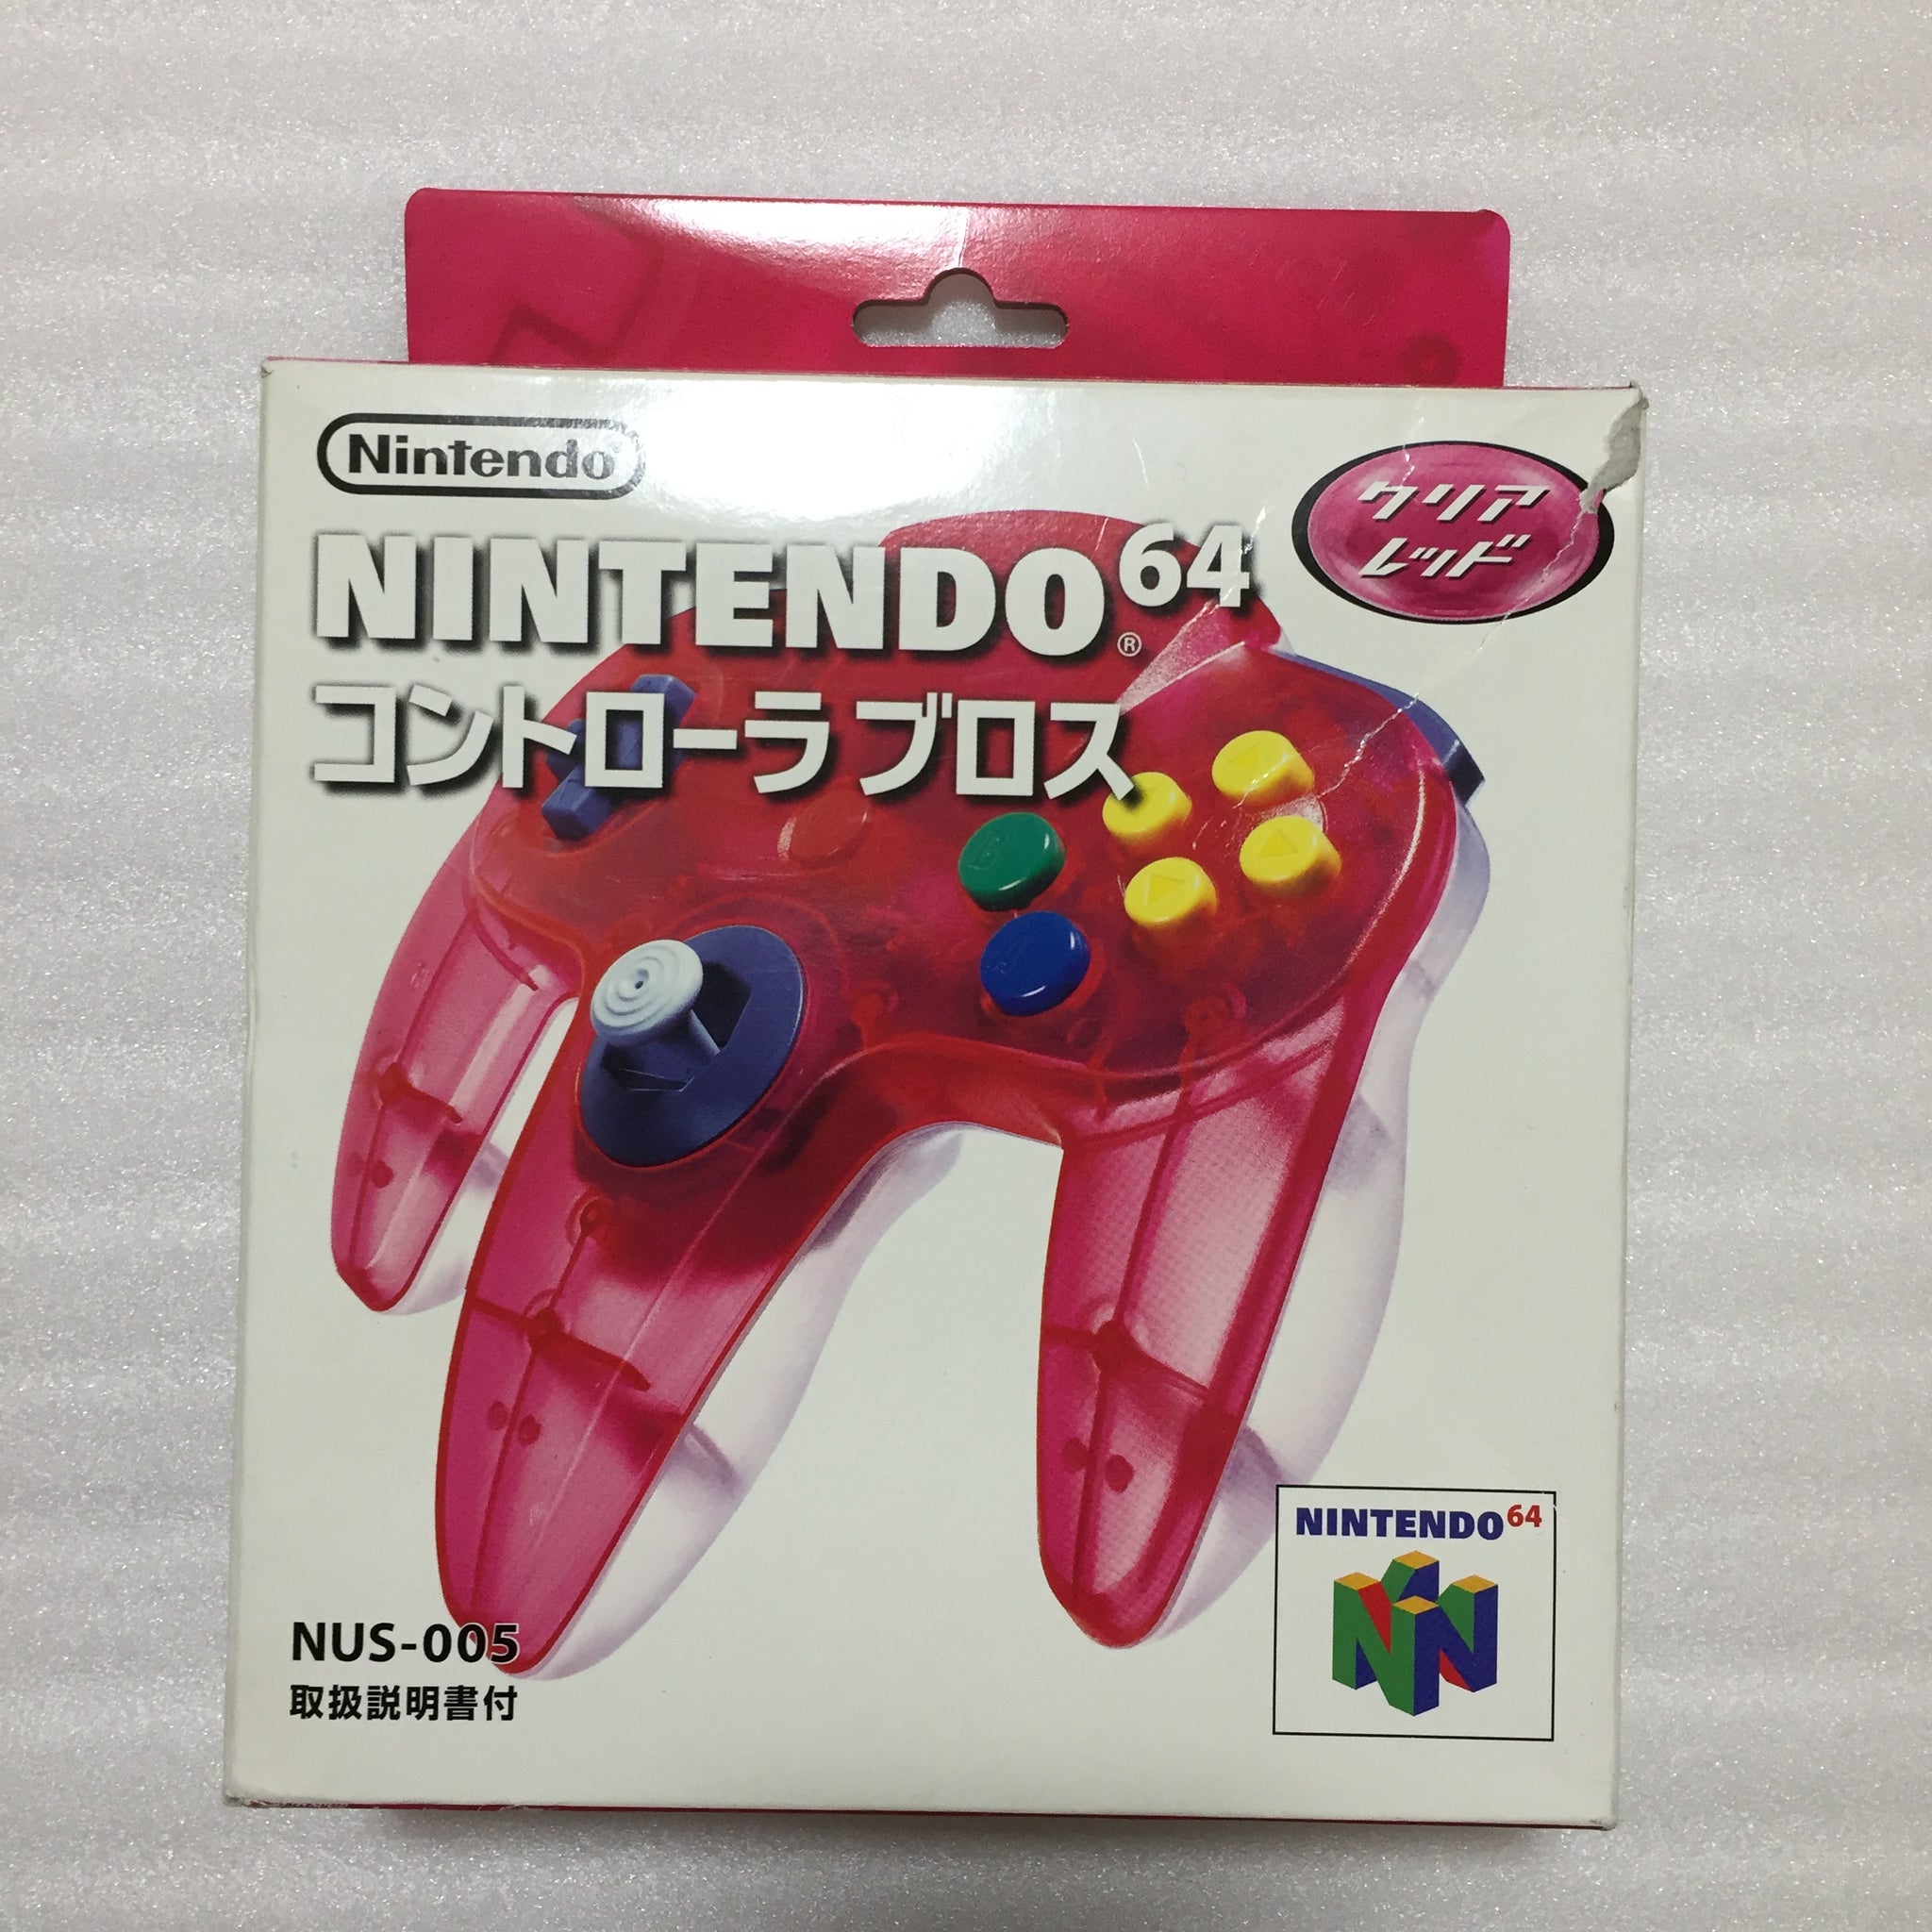 Nintendo
NINTENDO64®
クリア
レッド
コントローラ ブロス
NUS-005
取扱説明書付
NINTENDO64